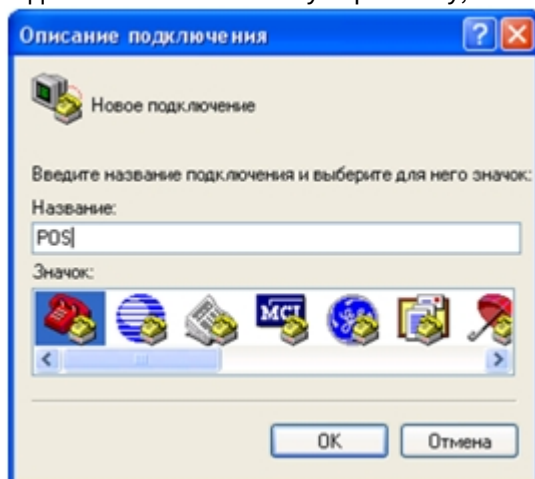 Описание подключения
Новое подключение
Введите название подключения и выберите для него значок:
Название:
POS
Значок:
MCI
OK
Отмена